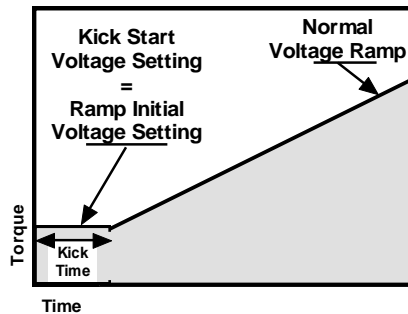 Kick Start
Voltage Setting
=
Ramp Initial
Voltage Setting
Normal
Voltage Ramp
Torque
Kick
Time
Time